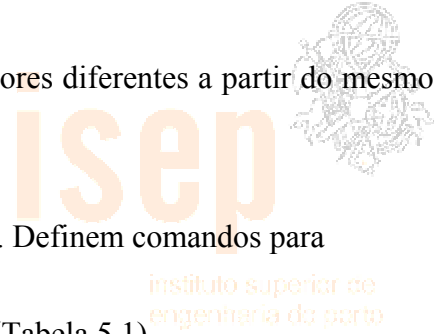 ores diferentes a partir do mesmo
isep
. Definem comandos para
instituto superior de
engenharia do porto
(Tabela 5.1)